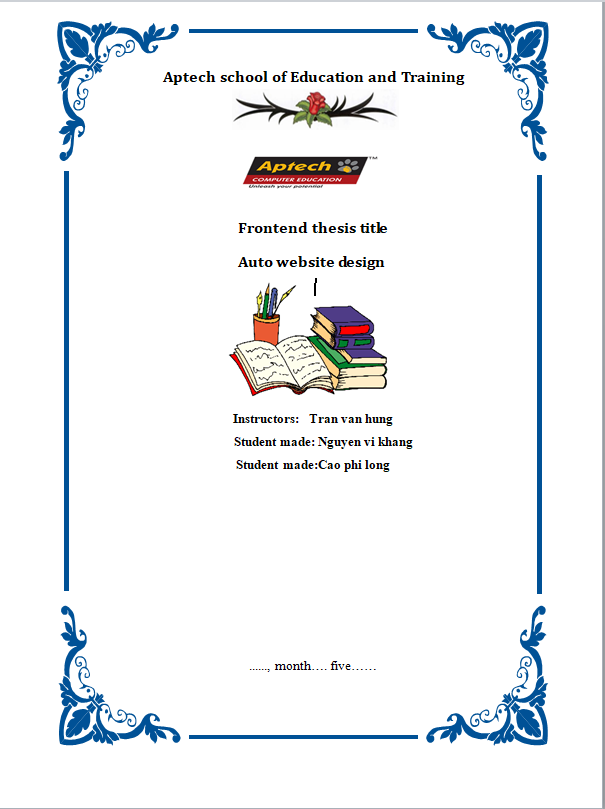 Aptech school of Education and Training
Aptech ™
COMPUTER EDUCATION
Unleash your potential
Frontend thesis title
Auto website design
Instructors: Tran van hung
Student made: Nguyen vi khang
Student made:Cao phi long
......, month.... five......